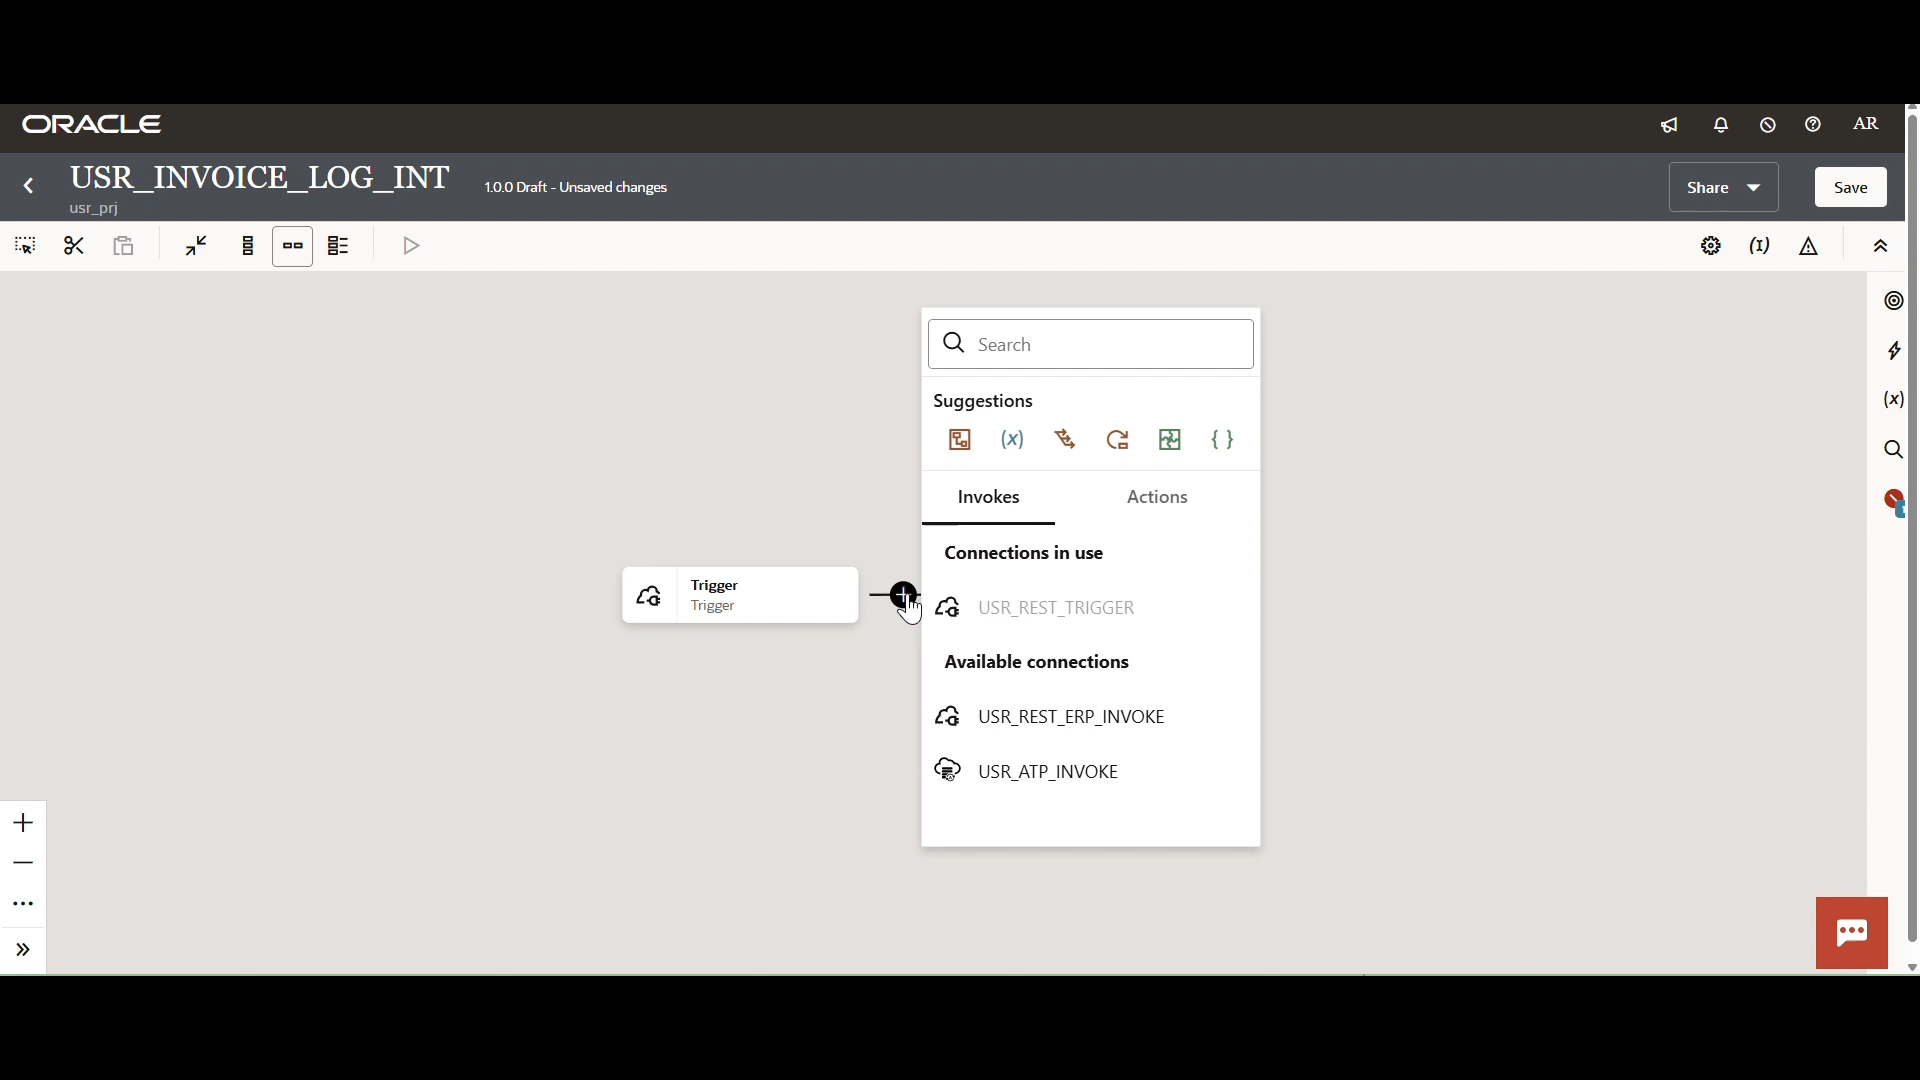 ORACLE
AR
USR_INVOICE_LOG_INT
1.0.0 Draft - Unsaved changes
usr_prj
Share
Save
(I)
Search
Suggestions
(x)
{ }
(x)
Invokes
Actions
Connections in use
Trigger
Trigger
USR_REST_TRIGGER
Available connections
USR_REST_ERP_INVOKE
USR_ATP_INVOKE